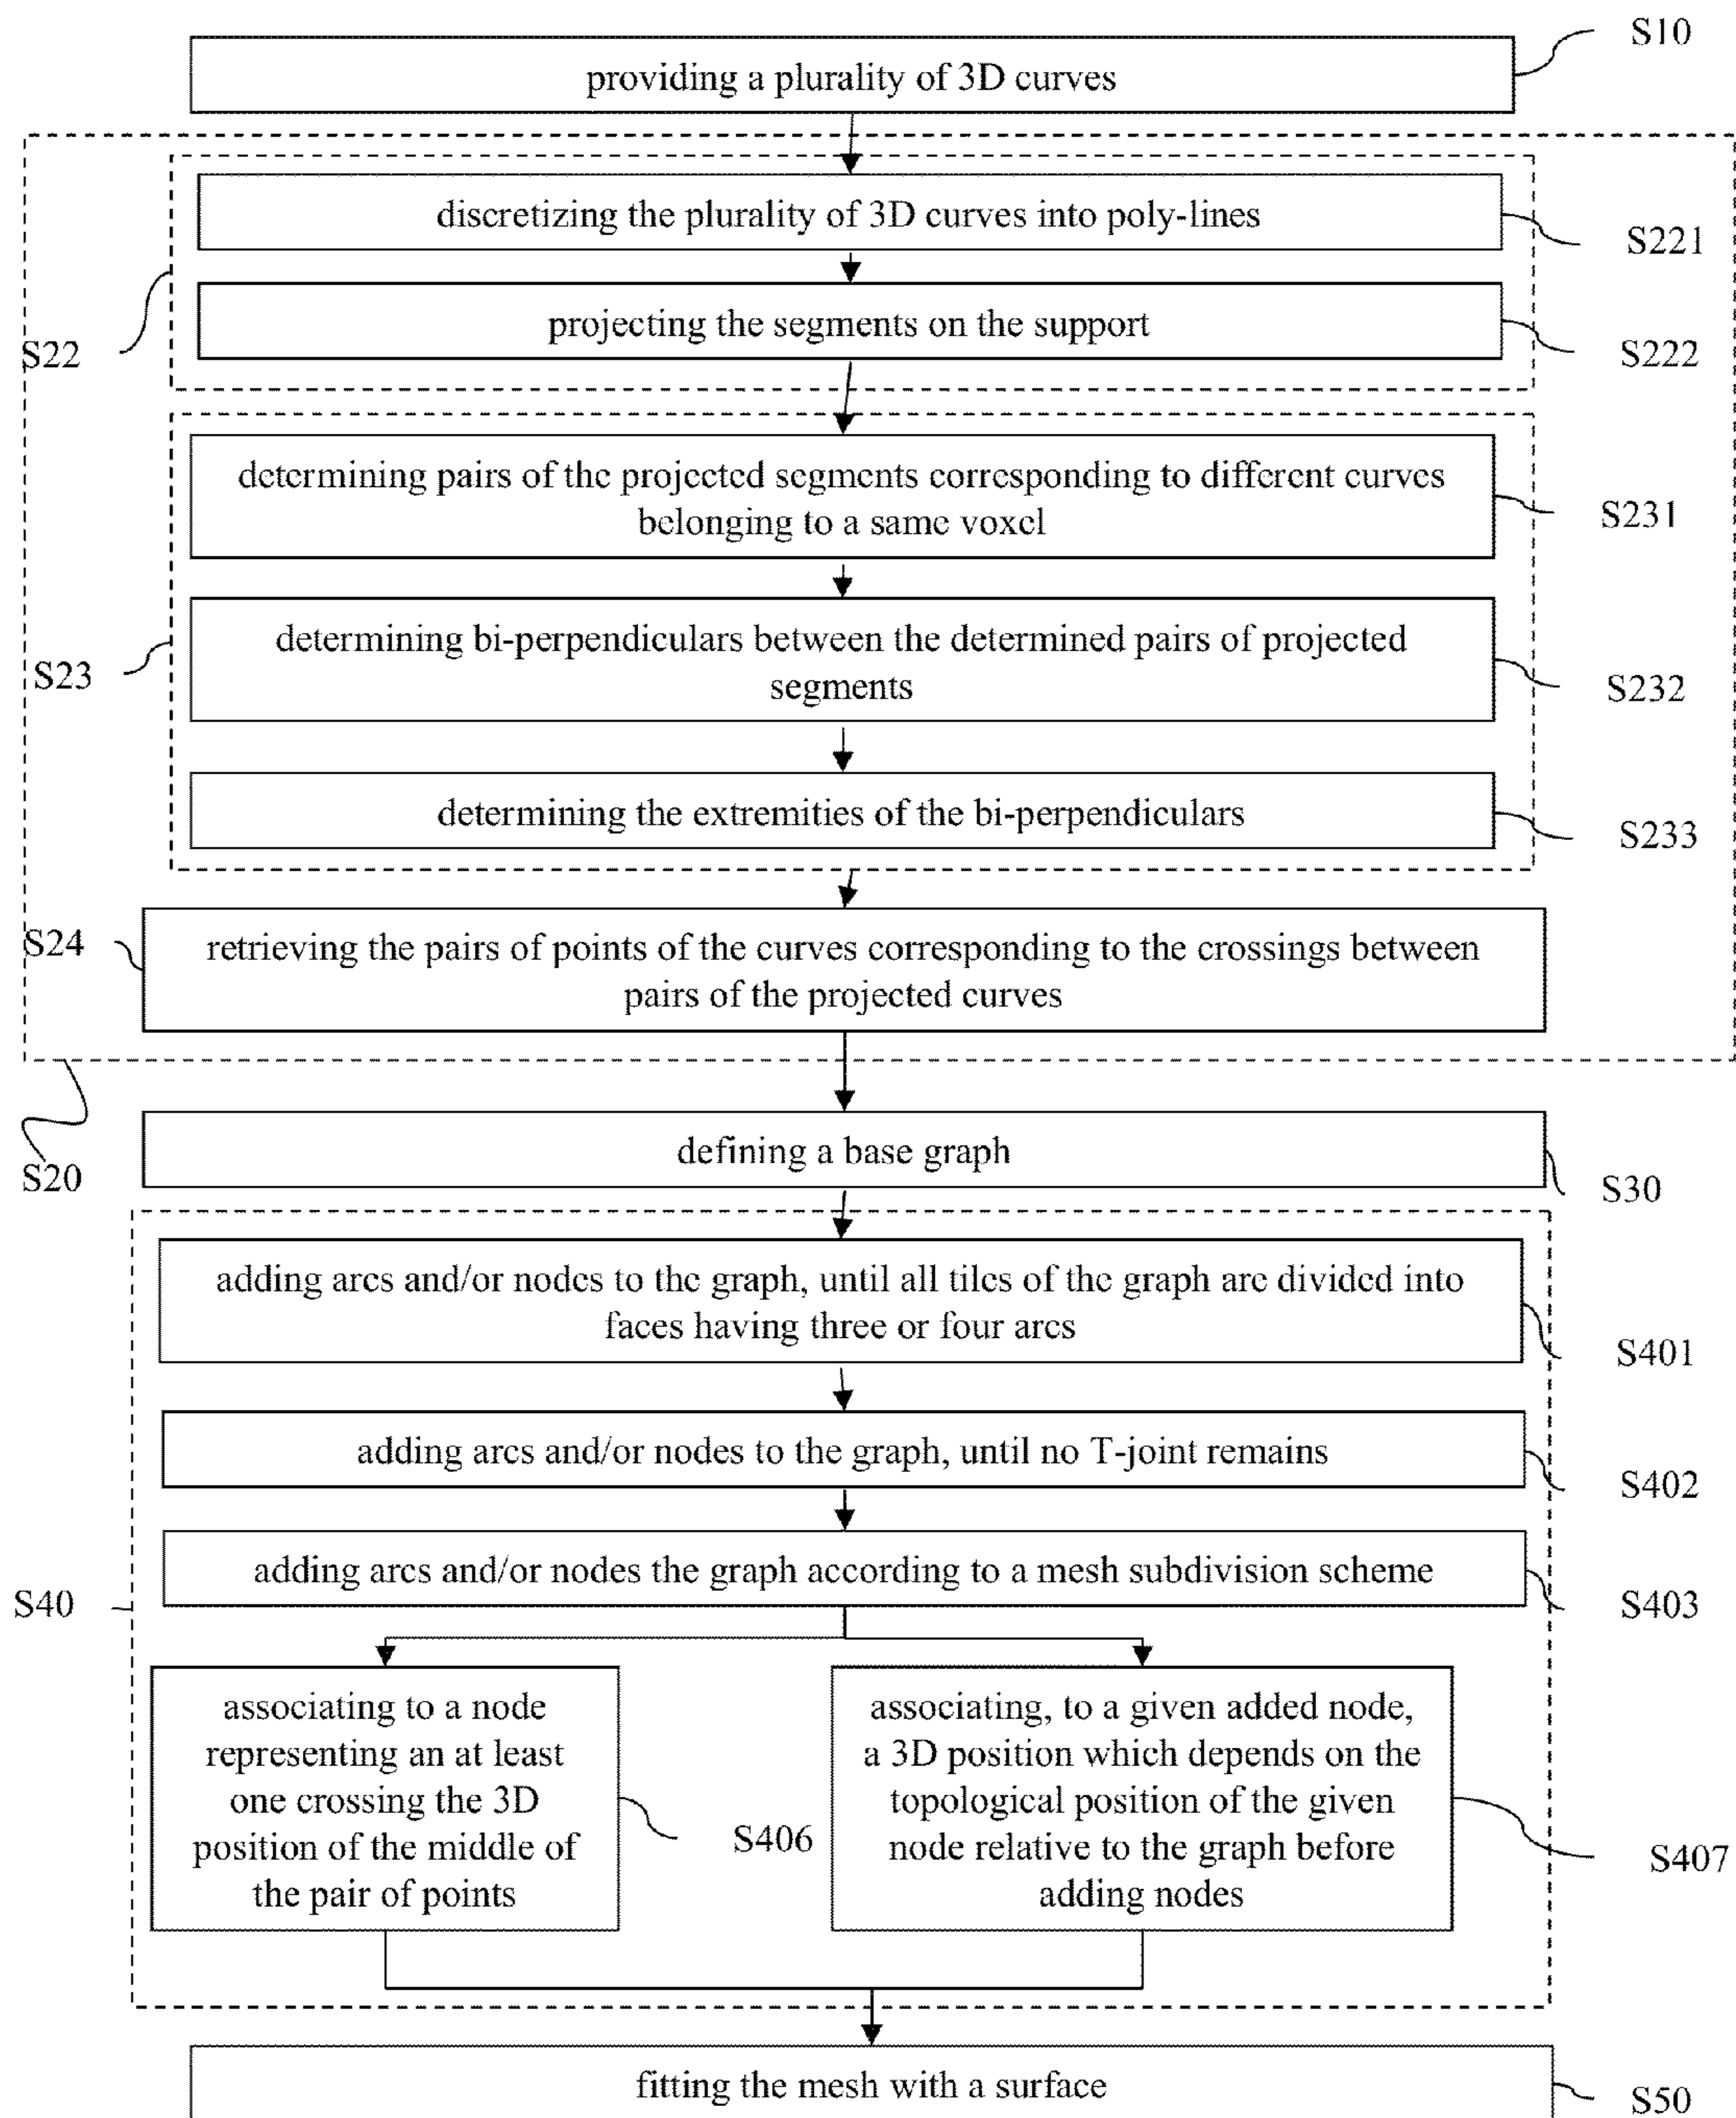 S10
providing a plurality of 3D curves
discretizing the plurality of 3D curves into poly-lines
S221
projecting the segments on the support
S22
S222
determining pairs of the projected segments corresponding to different curves
belonging to a same voxel
S231
determining bi-perpendiculars between the determined pairs of projected
segments
S23
S232
determining the extremities of the bi-perpendiculars
S233
S24
retrieving the pairs of points of the curves corresponding to the crossings between
pairs of the projected curves
defining a base graph
S20
S30
adding arcs and/or nodes to the graph, until all tiles of the graph are divided into
faces having three or four arcs
S401
adding arcs and/or nodes to the graph, until no T-joint remains
S402
adding arcs and/or nodes the graph according to a mesh subdivision scheme
S40
S403
associating to a node
representing an at least
one crossing the 3D
position of the middle of
the pair of points
S406
associating, to a given added node,
a 3D position which depends on the
topological position of the given
node relative to the graph before
adding nodes
S407
fitting the mesh with a surface
S50